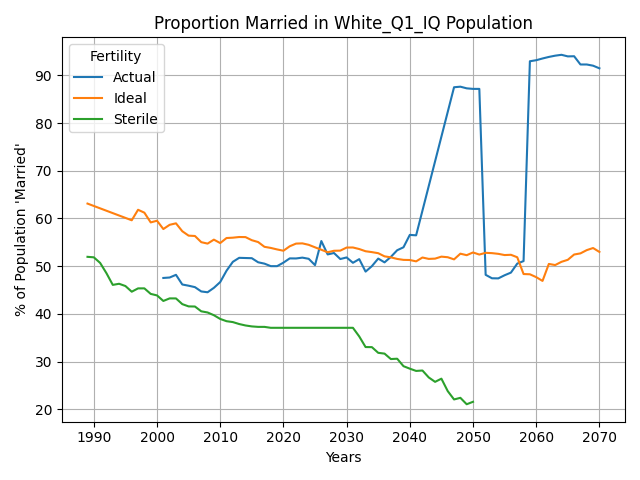 Proportion Married in White_Q1_IQ Population
Fertility
Actual
Ideal
Sterile
% of Population 'Married'
90
80
70
60
50
40
30
20
1990 2000 2010 2020 2030 2040 2050 2060 2070
Years